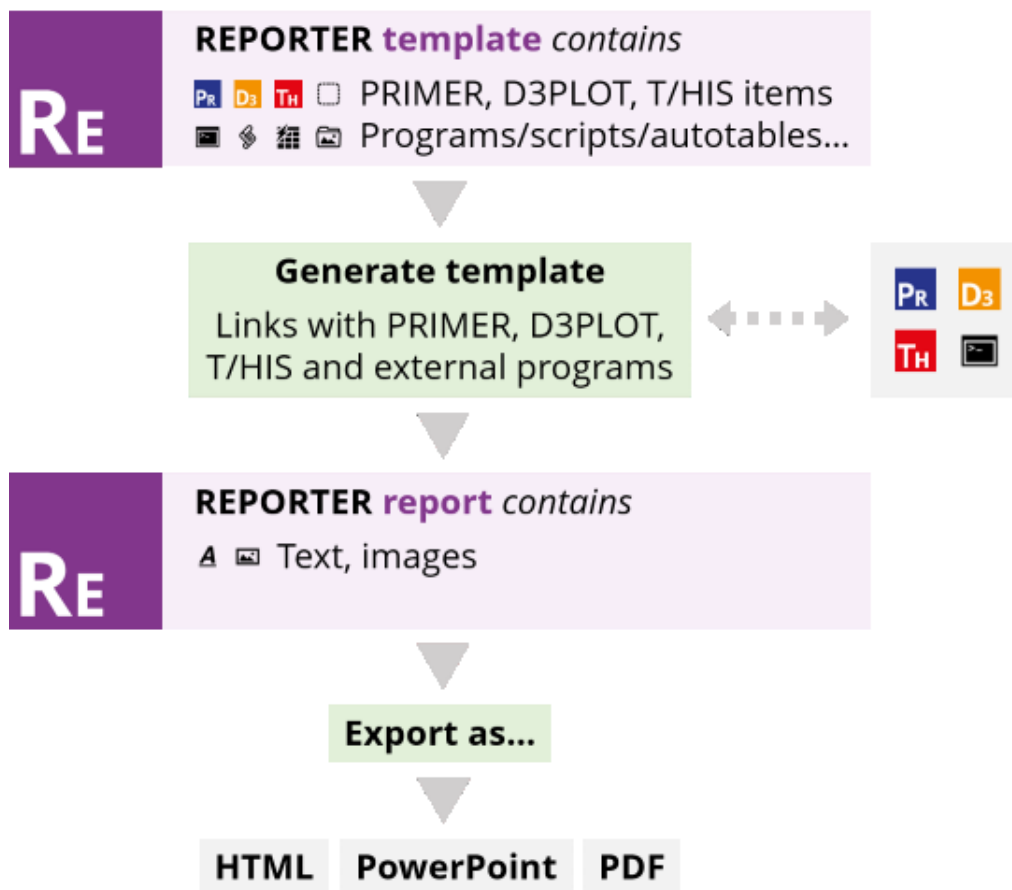 RE
REPORTER template contains
PR D3 TH PRIMER, D3PLOT, T/HIS items
Programs/scripts/autotables...
Generate template
Links with PRIMER, D3PLOT,
T/HIS and external programs
PR D3
TH
RE
REPORTER report contains
A Text, images
Export as...
HTML PowerPoint PDF